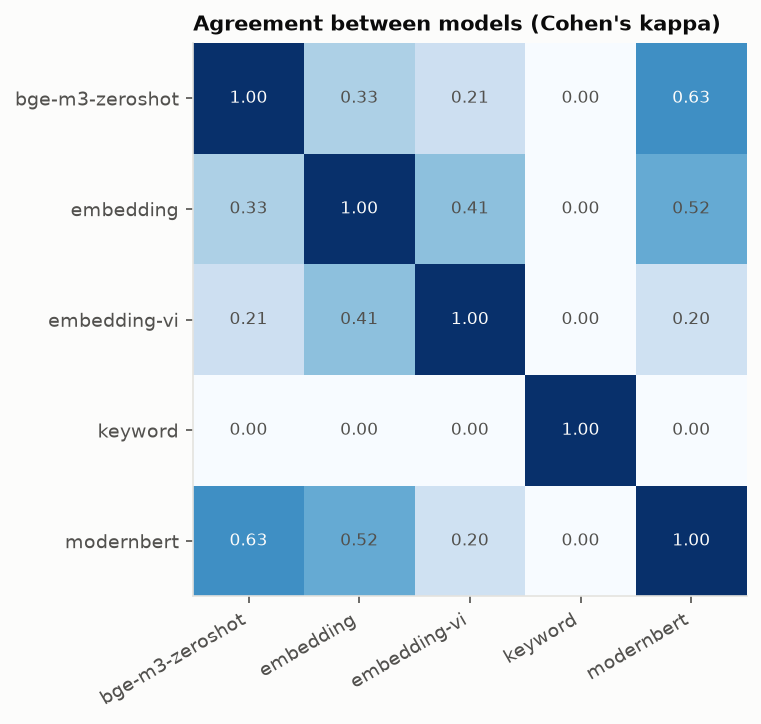 Agreement between models (Cohen's kappa)
bge-m3-zeroshot 1.00 0.33 0.21 0.00 0.63
embedding 0.33 1.00 0.41 0.00 0.52
embedding-vi 0.21 0.41 1.00 0.00 0.20
keyword 0.00 0.00 0.00 1.00 0.00
modernbert 0.63 0.52 0.20 0.00 1.00
bge-m3-zeroshot embedding embedding-vi keyword modernbert